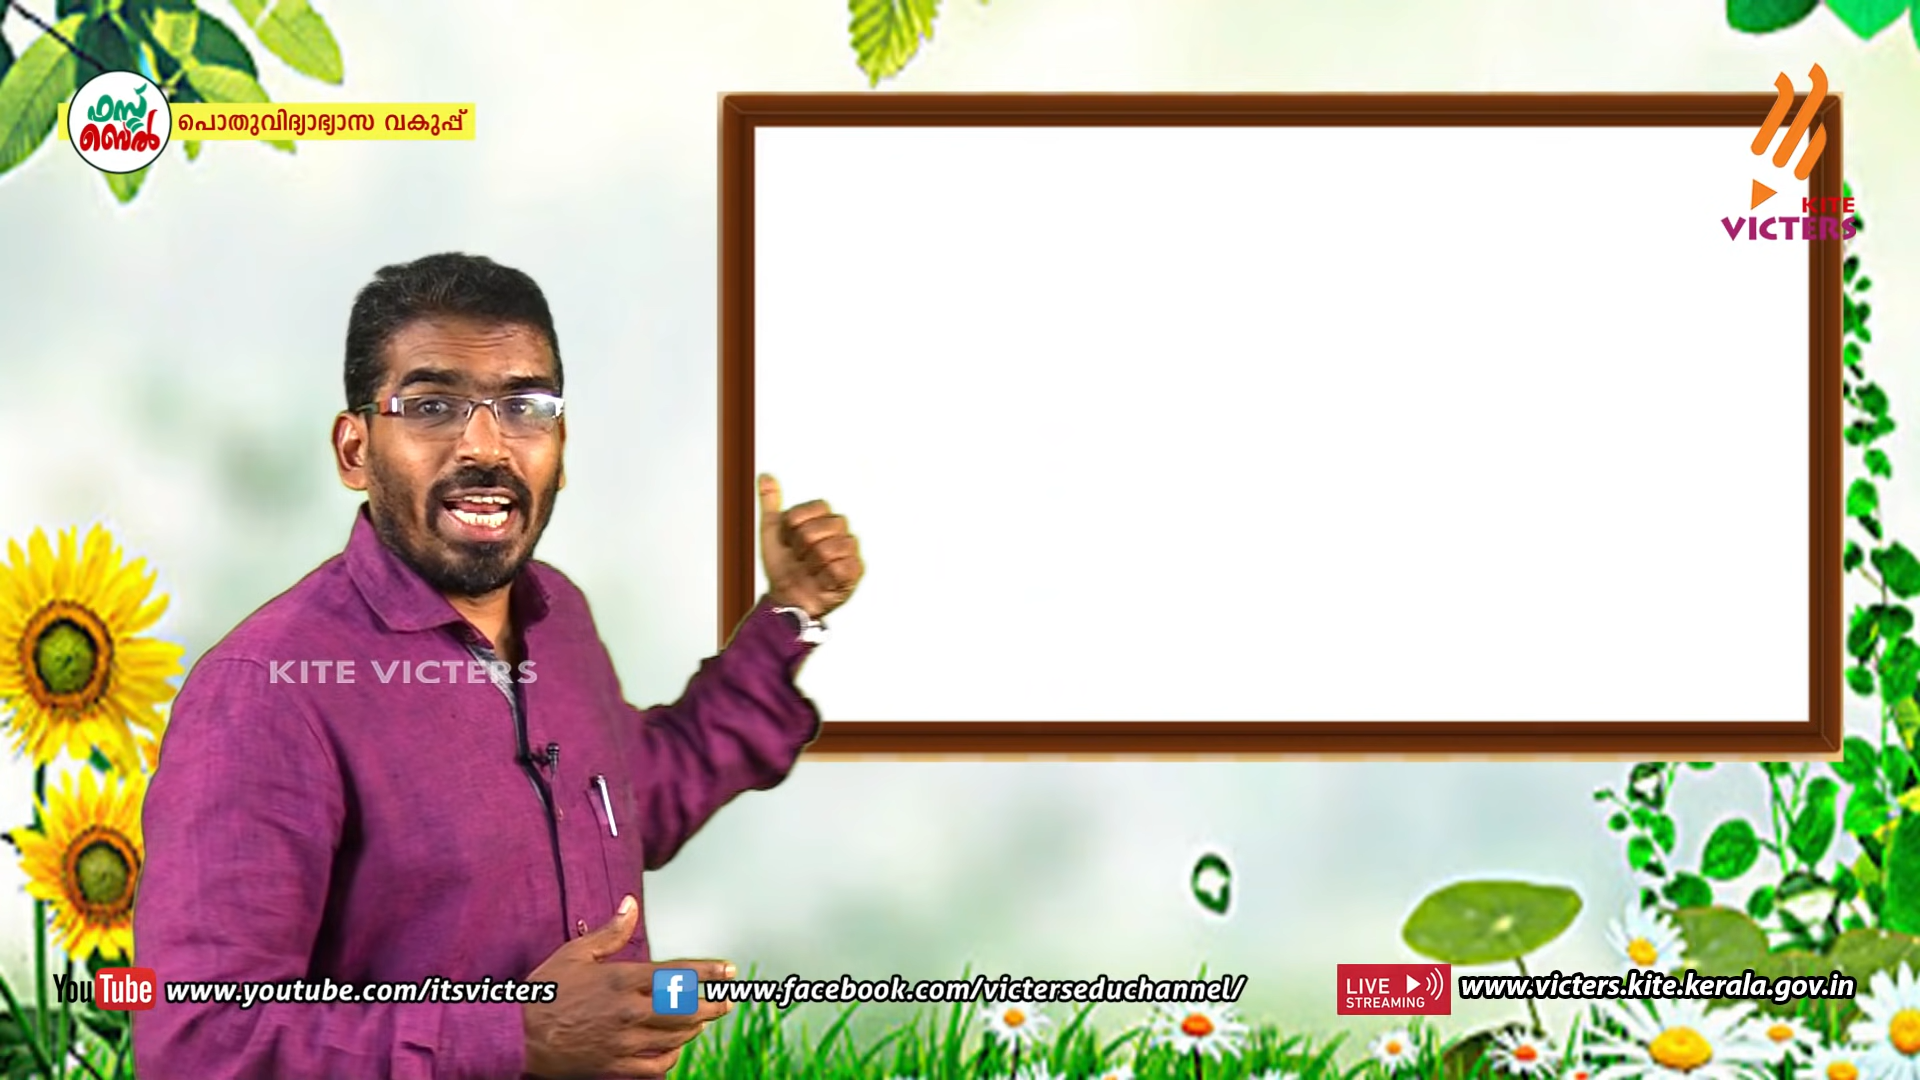 ഫസ്റ്റ്
ബെൽ
പൊതുവിദ്യാഭ്യാസ വകുപ്പ്
KITE
VICTERS
KITE VICTERS
YouTube www.youtube.com/itsvicters
f www.facebook.com/victerseduchannel/
LIVE
STREAMING
www.victers.kite.kerala.gov.in